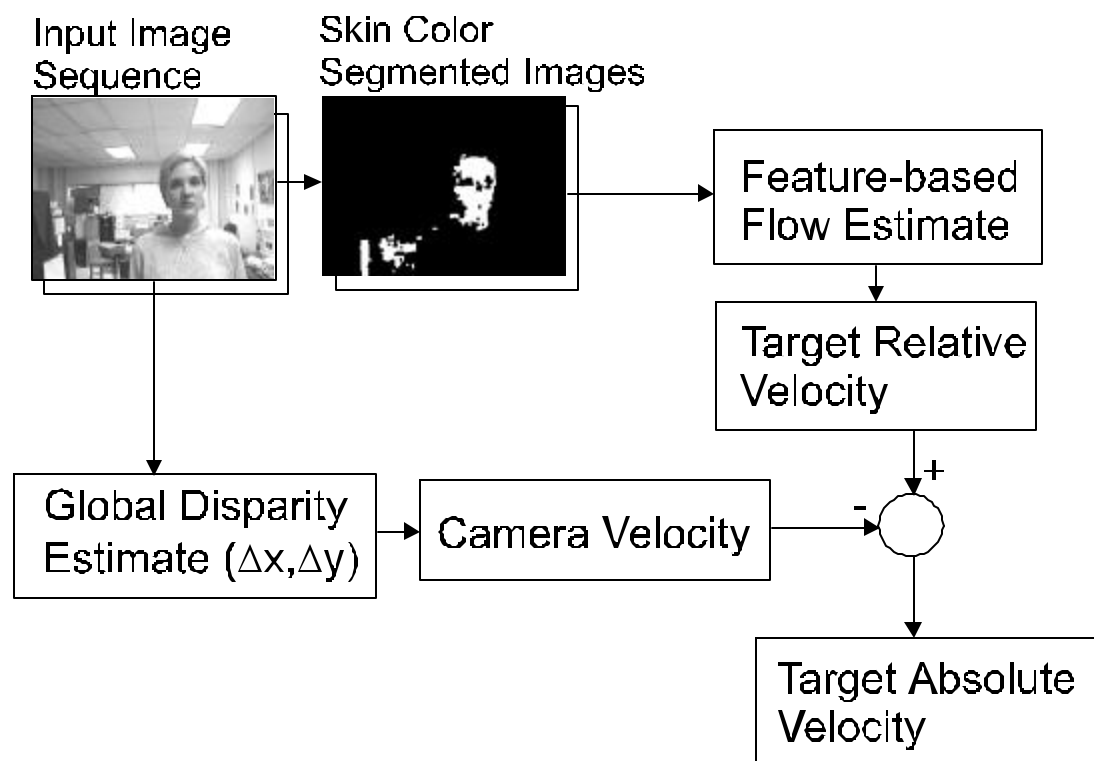 Input Image
Sequence
Skin Color
Segmented Images
Feature-based
Flow Estimate
Target Relative
Velocity
+
-
Global Disparity
Estimate (Δx,Δy)
Camera Velocity
Target Absolute
Velocity